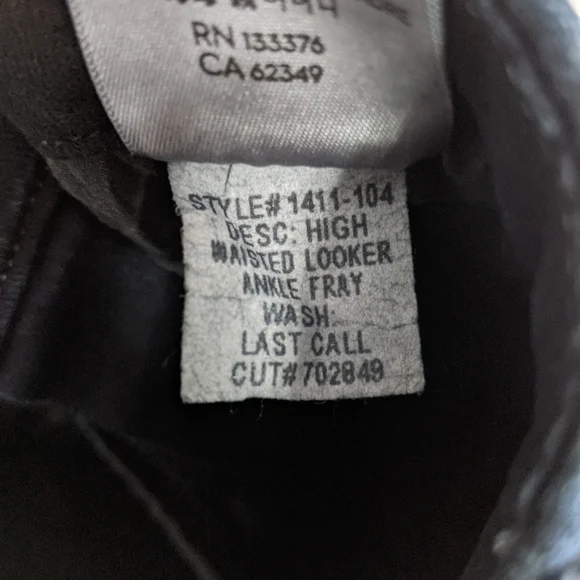 RN 133376
CA 62349
STYLE# 1411-104
DESC: HIGH
WAISTED LOOKER
ANKLE FRAY
WASH:
LAST CALL
CUT# 702849